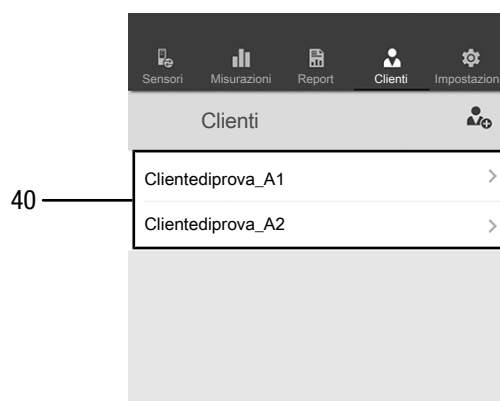 Sensori Misurazioni Report Clienti Impostazion
Clienti
Clientediprova_A1
40
Clientediprova_A2